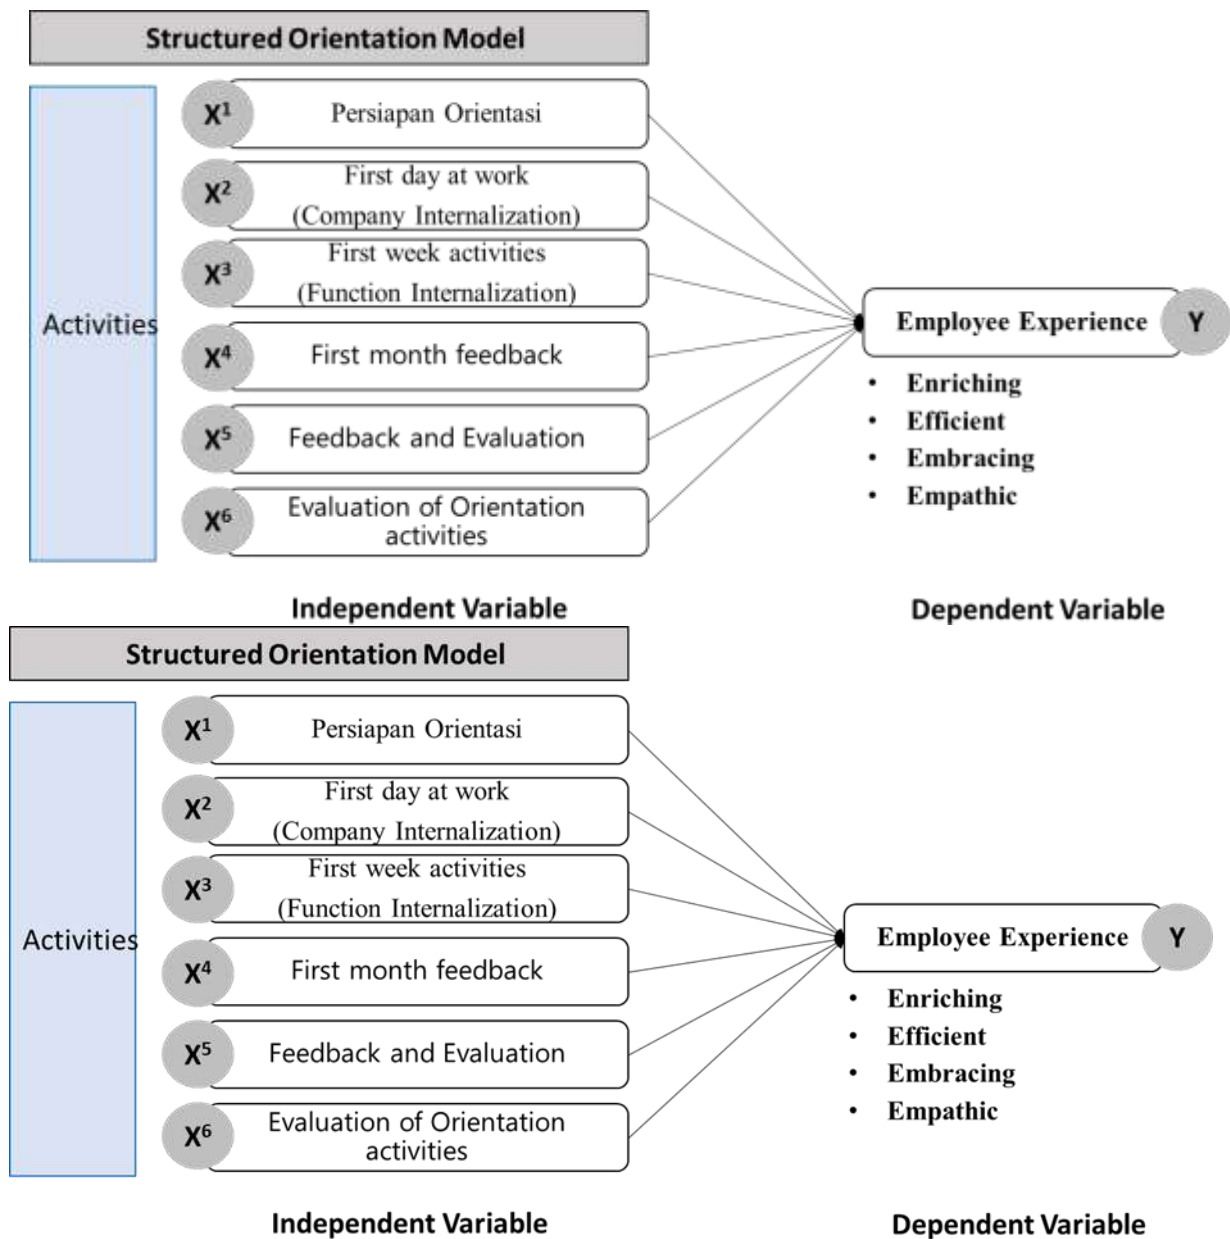 Structured Orientation Model
Activities
X¹
Persiapan Orientasi
X²
First day at work
(Company Internalization)
X³
First week activities
(Function Internalization)
X⁴
First month feedback
X⁵
Feedback and Evaluation
X⁶
Evaluation of Orientation
activities
Employee Experience
Y
• Enriching
• Efficient
• Embracing
• Empathic
Independent Variable
Dependent Variable
Structured Orientation Model
Activities
X¹
Persiapan Orientasi
X²
First day at work
(Company Internalization)
X³
First week activities
(Function Internalization)
X⁴
First month feedback
X⁵
Feedback and Evaluation
X⁶
Evaluation of Orientation
activities
Employee Experience
Y
• Enriching
• Efficient
• Embracing
• Empathic
Independent Variable
Dependent Variable